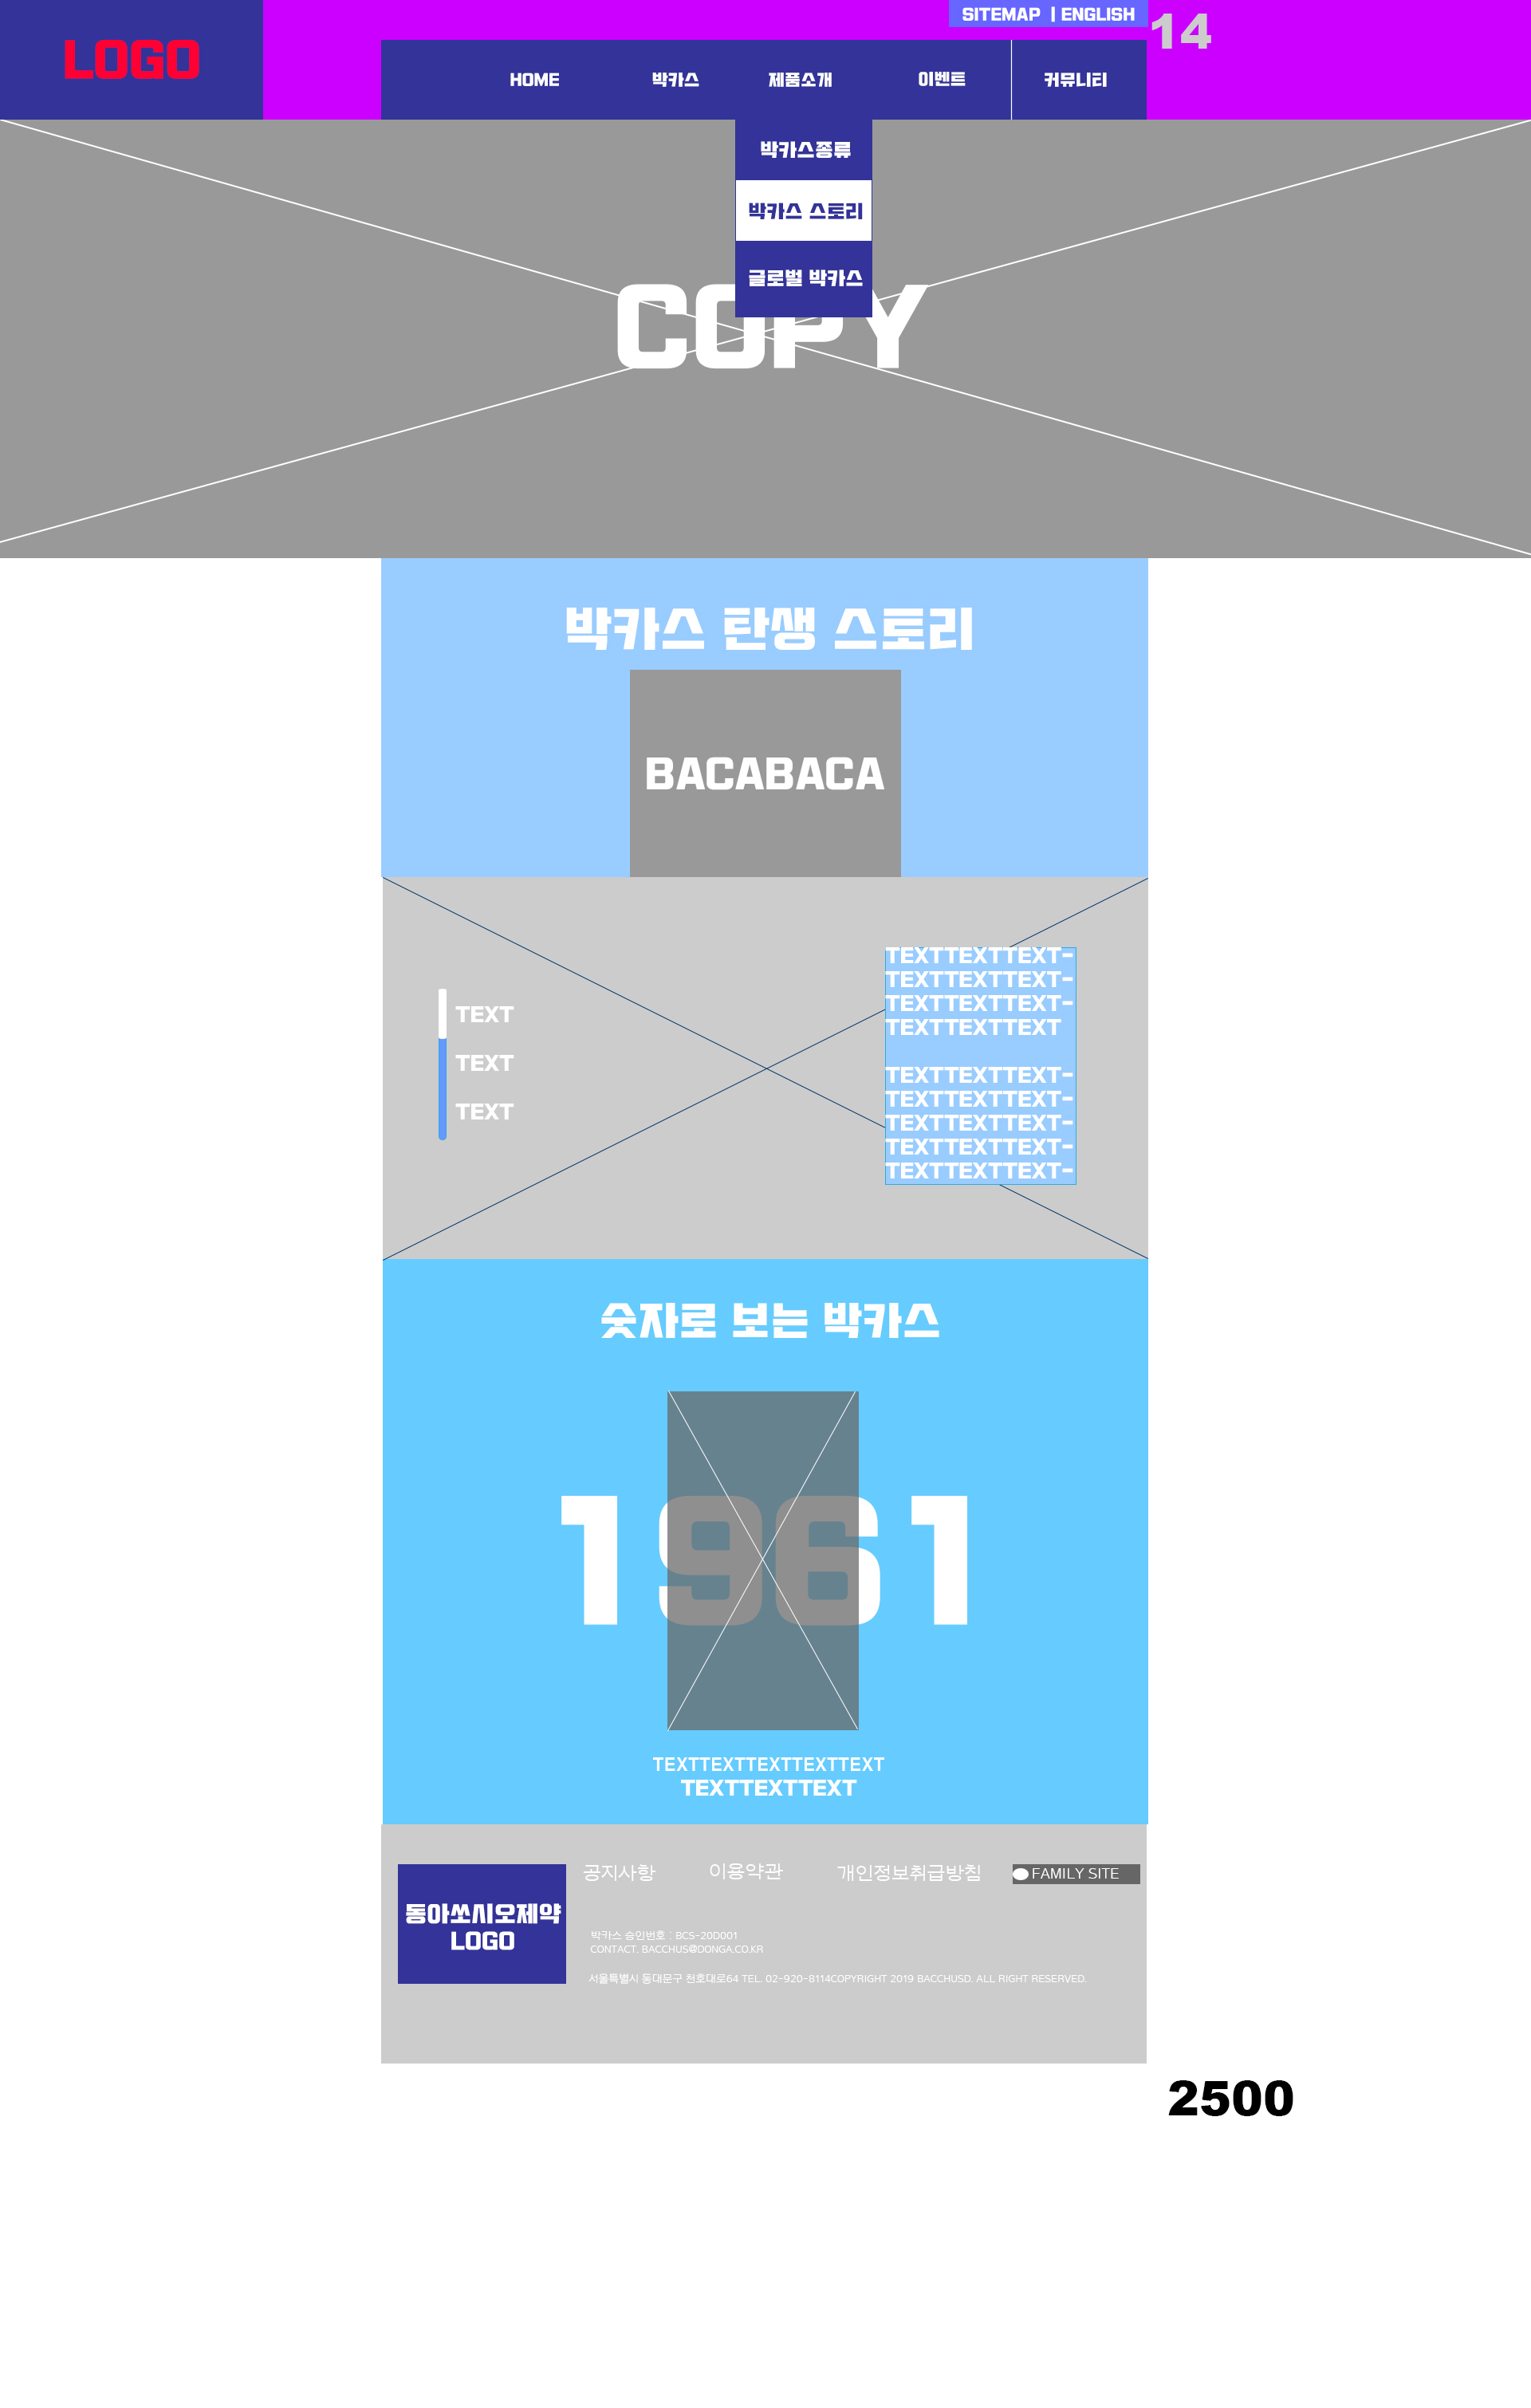 LOGO
SITEMAP | ENGLISH
14
HOME
박카스
제품소개
이벤트
커뮤니티
박카스종류
박카스 스토리
글로벌 박카스
COPY
박카스 탄생 스토리
BACABACA
TEXT
TEXT
TEXT
TEXTTEXTTEXT-
TEXTTEXTTEXT-
TEXTTEXTTEXT-
TEXTTEXTTEXT
TEXTTEXTTEXT-
TEXTTEXTTEXT-
TEXTTEXTTEXT-
TEXTTEXTTEXT-
TEXTTEXTTEXT-
숫자로 보는 박카스
1961
TEXTTEXTTEXTTEXTTEXT
TEXTTEXTTEXT
동아쏘시오제약
LOGO
공지사항
이용약관
개인정보취급방침
FAMILY SITE
박카스 승인번호 : BCS-20D001
CONTACT. BACCHUS@DONGA.CO.KR
서울특별시 동대문구 천호대로64 TEL. 02-920-8114COPYRIGHT 2019 BACCHUSD. ALL RIGHT RESERVED.
2500